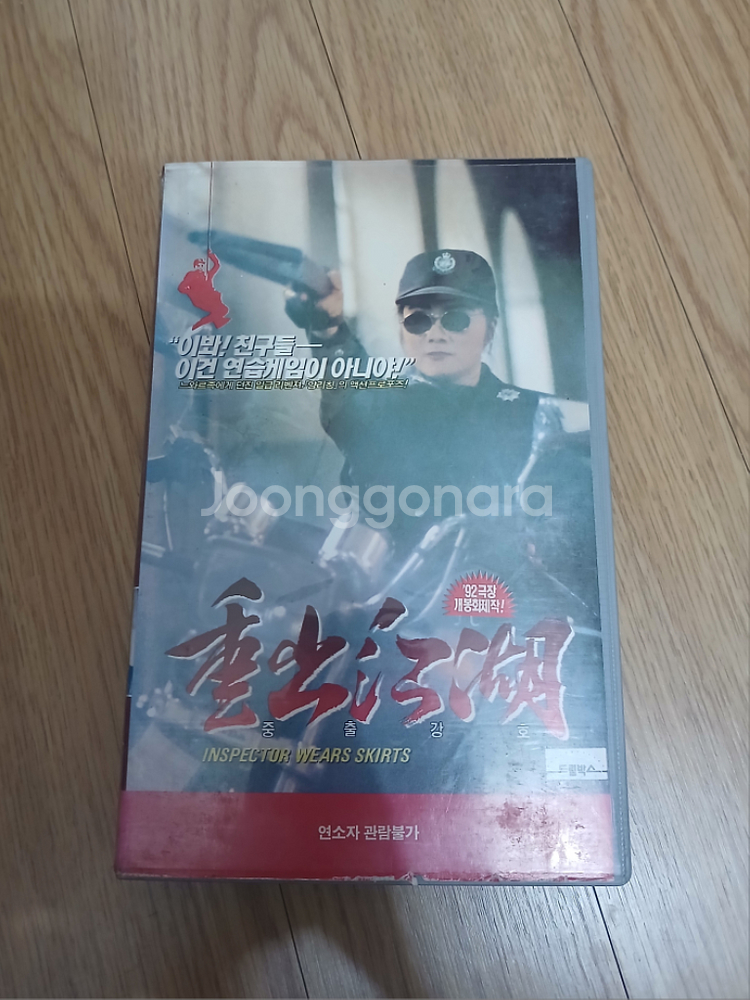 "이봐! 친구들—
이건 연습게임이 아니야!"
Joonggonara
'92극장
개봉화제작!
重出江湖
중 출 강 호
INSPECTOR WEARS SKIRTS
연소자 관람불가